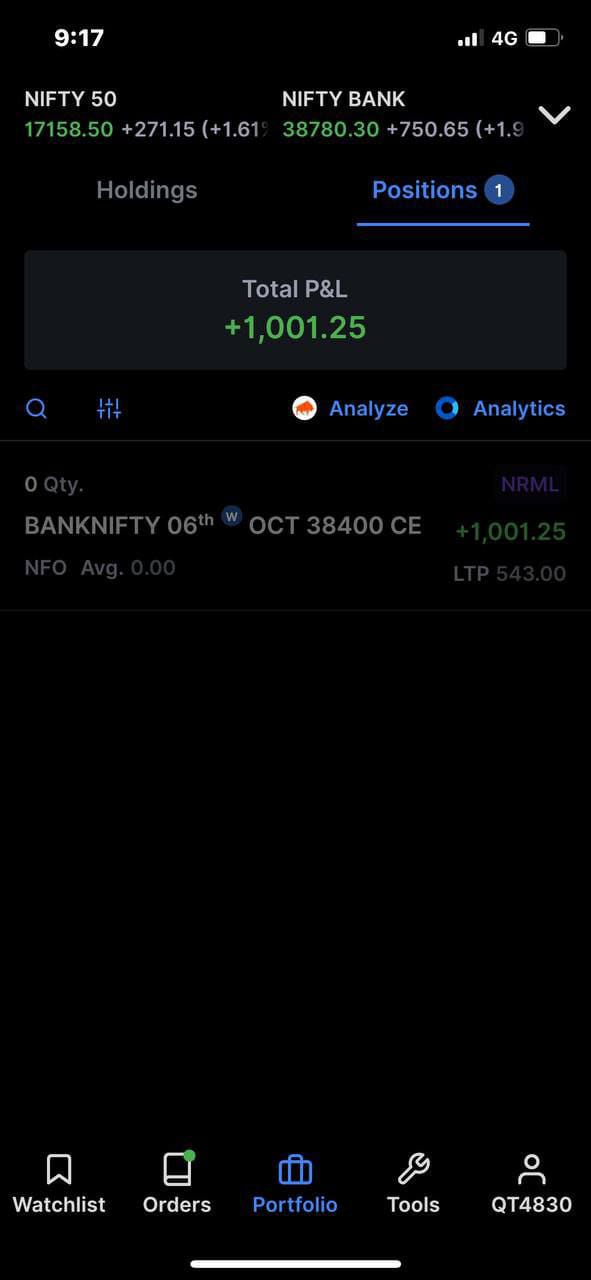 9:17 4G
NIFTY 50 NIFTY BANK
17158.50 +271.15 (+1.61% 38780.30 +750.65 (+1.9
Holdings Positions 1
Total P&L
+1,001.25
Analyze Analytics
0 Qty. NRML
BANKNIFTY 06th W OCT 38400 CE +1,001.25
NFO Avg. 0.00 LTP 543.00
Watchlist Orders Portfolio Tools QT4830